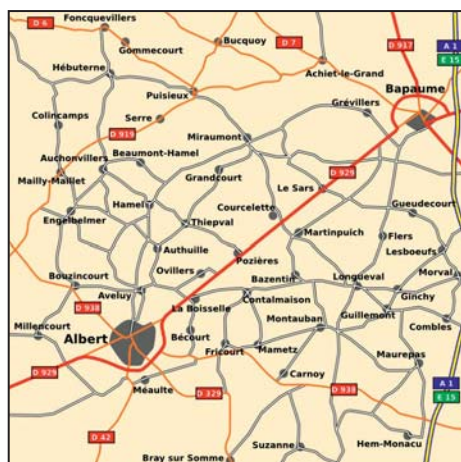 Foncquevillers
D 6
Gommecourt
Bucquoy
D 7
D 917
A 1
E 15
Achiet-le-Grand
Hébuterne
Puisieux
Bapaume
Grévillers
Colincamps
Serre
D 919
Miraumont
Auchonvillers
Beaumont-Hamel
Mailly-Maillet
Grandcourt
D 929
Le Sars
Hamel
Courcelette
Gueudecourt
Engelbelmer
Thiepval
Martinpuich
Flers
Authuille
Pozières
Lesboeufs
Ovillers
Bazentin
Longueval
Morval
Bouzincourt
Aveluy
Contalmaison
Ginchy
La Boisselle
D 938
Guillemont
Millencourt
Bécourt
Montauban
Combles
Albert
Fricourt
Mametz
Maurepas
D 929
Carnoy
A 1
Méaulte
D 329
D 938
E 15
D 42
Suzanne
Hem-Monacu
Bray sur Somme